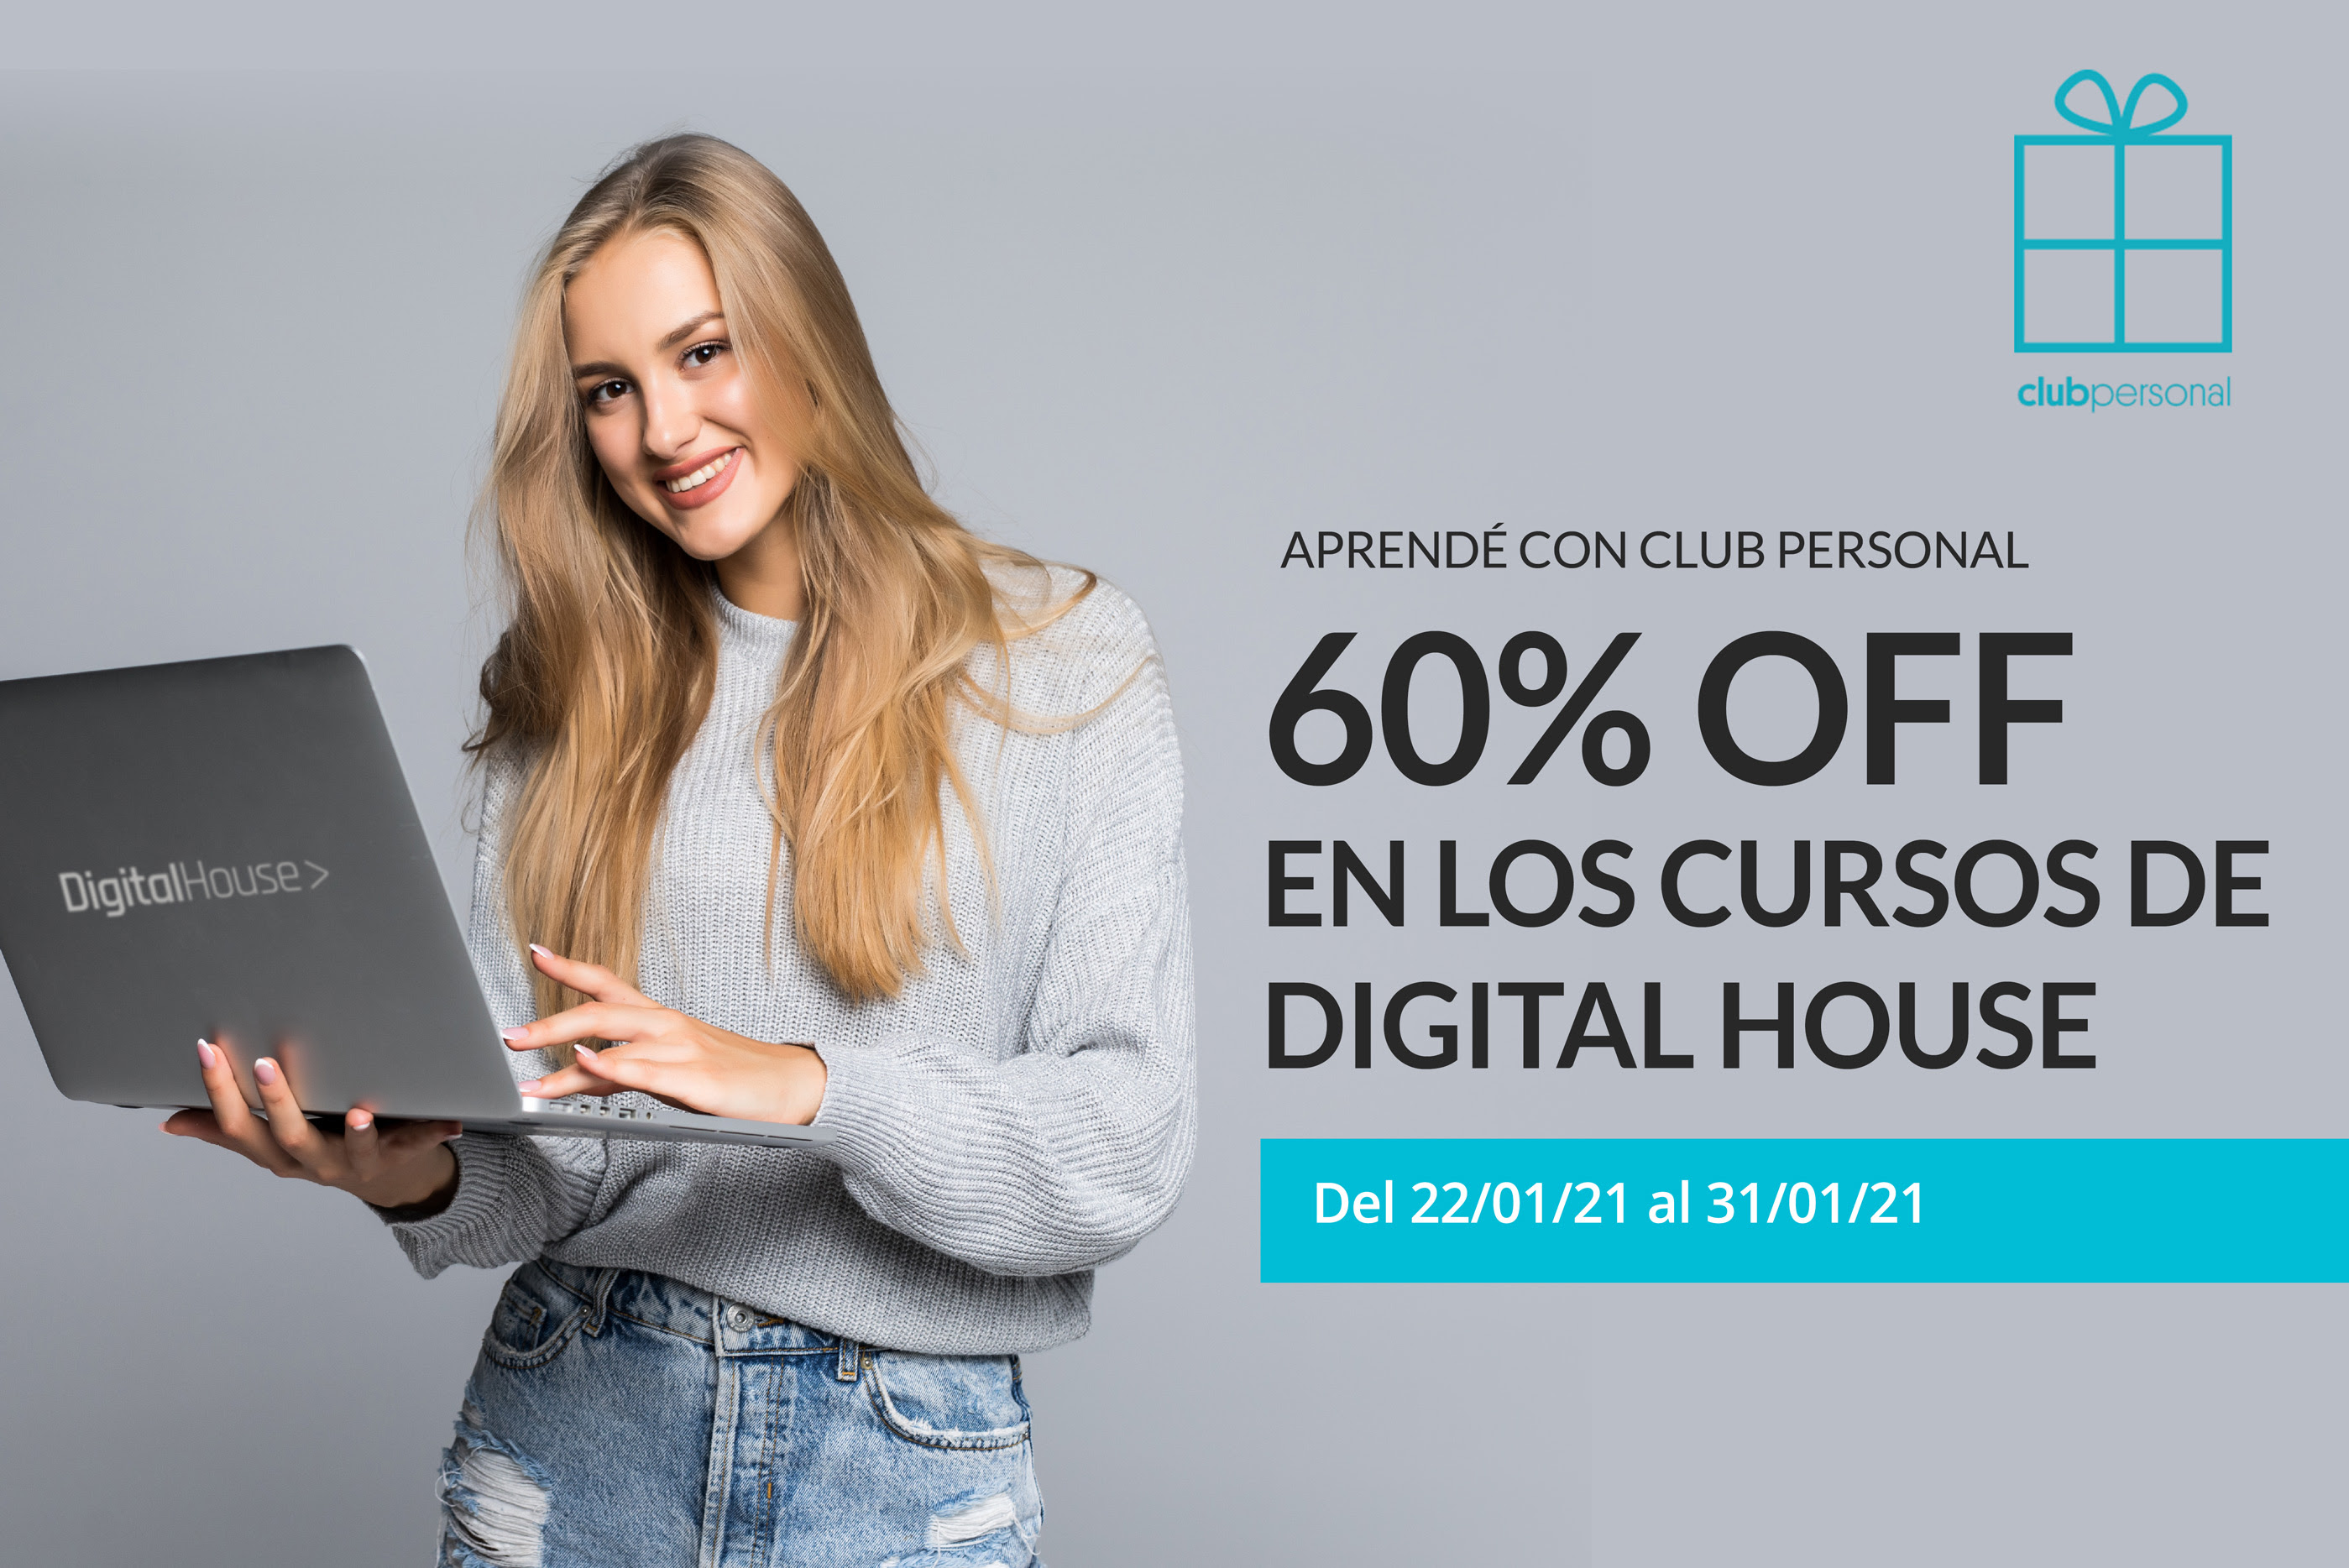 clubpersonal
APRENDÉ CON CLUB PERSONAL
60% OFF
EN LOS CURSOS DE
DIGITAL HOUSE
Del 22/01/21 al 31/01/21
DigitalHouse>